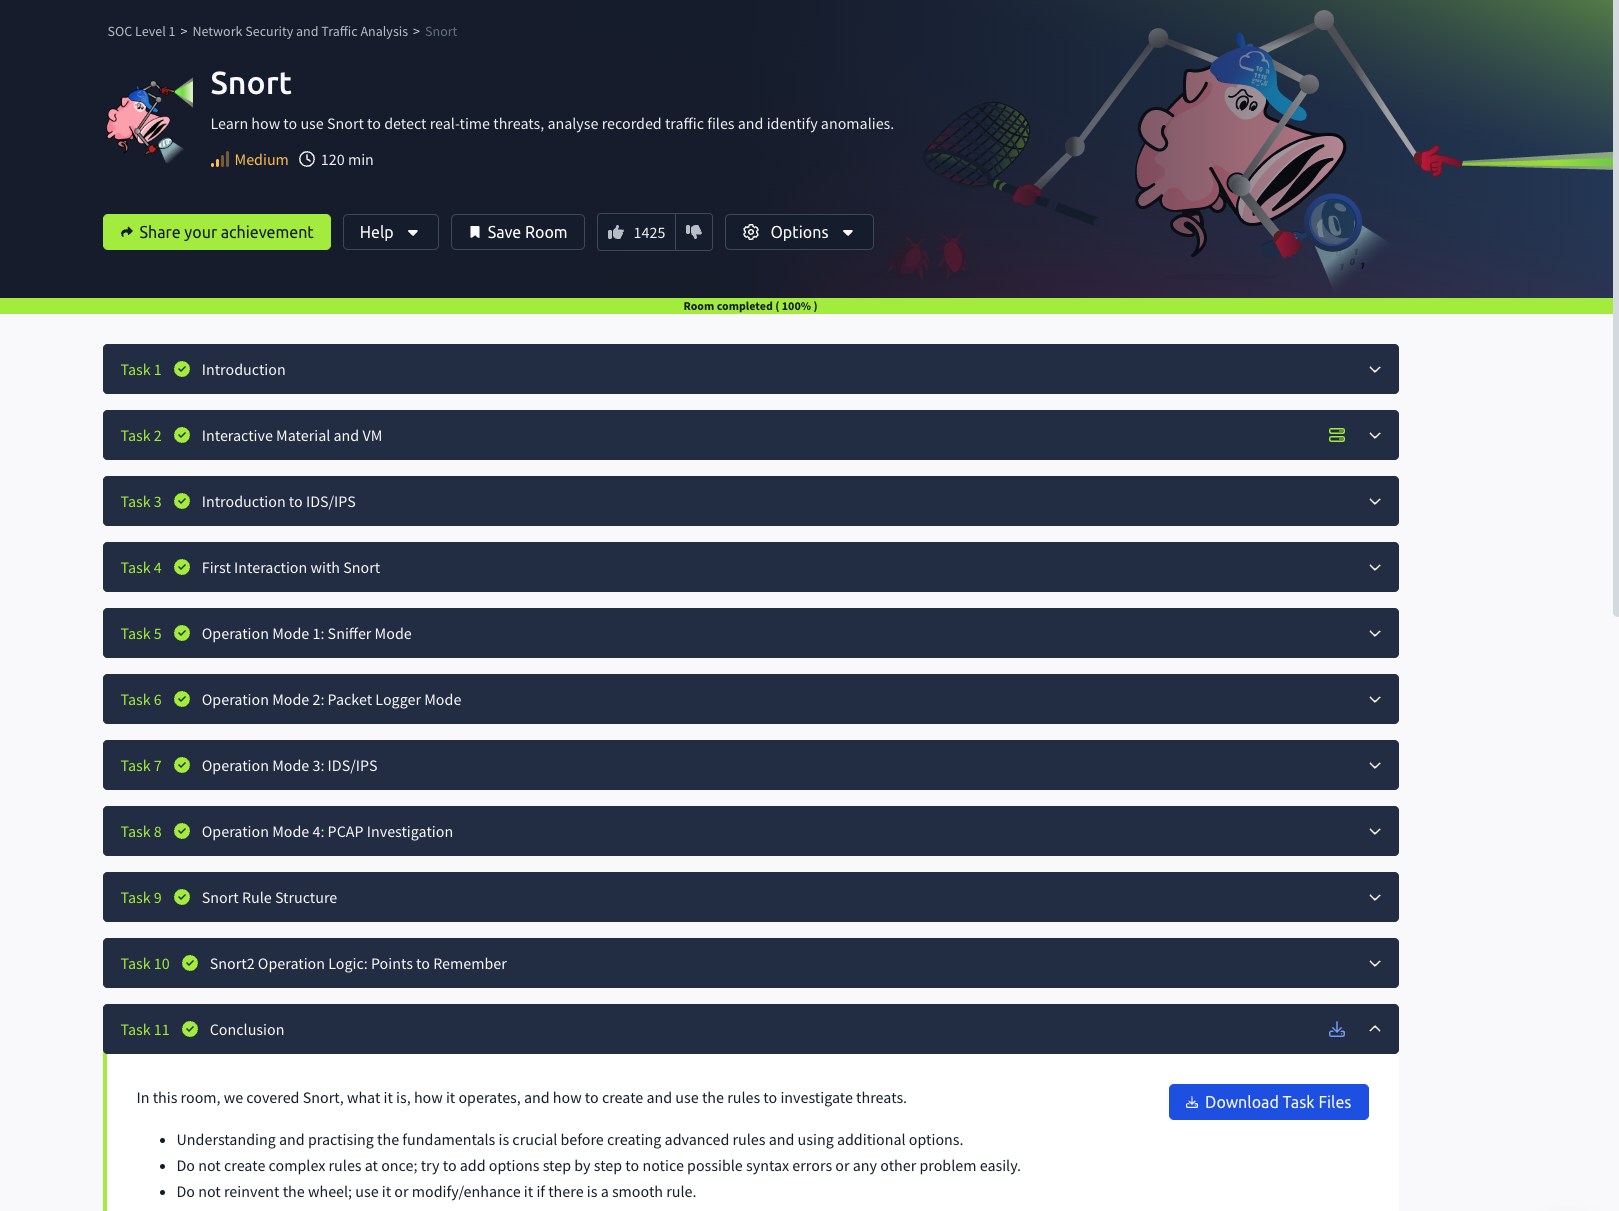 SOC Level 1 > Network Security and Traffic Analysis > Snort
Snort
Learn how to use Snort to detect real-time threats, analyse recorded traffic files and identify anomalies.
Medium 120 min
Share your achievement Help Save Room 1425 Options
Room completed ( 100% )
Task 1 Introduction
Task 2 Interactive Material and VM
Task 3 Introduction to IDS/IPS
Task 4 First Interaction with Snort
Task 5 Operation Mode 1: Sniffer Mode
Task 6 Operation Mode 2: Packet Logger Mode
Task 7 Operation Mode 3: IDS/IPS
Task 8 Operation Mode 4: PCAP Investigation
Task 9 Snort Rule Structure
Task 10 Snort2 Operation Logic: Points to Remember
Task 11 Conclusion
In this room, we covered Snort, what it is, how it operates, and how to create and use the rules to investigate threats.
Download Task Files
• Understanding and practising the fundamentals is crucial before creating advanced rules and using additional options.
• Do not create complex rules at once; try to add options step by step to notice possible syntax errors or any other problem easily.
• Do not reinvent the wheel; use it or modify/enhance it if there is a smooth rule.